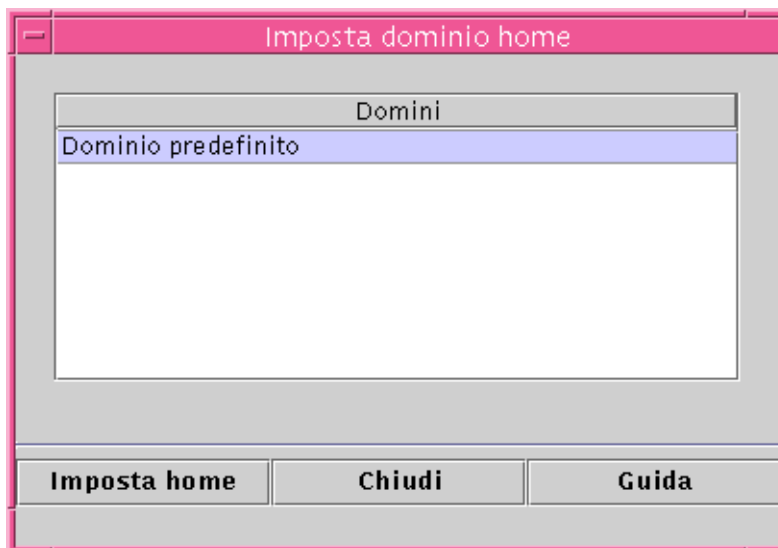 Imposta dominio home
Domini
Dominio predefinito
Imposta home Chiudi Guida